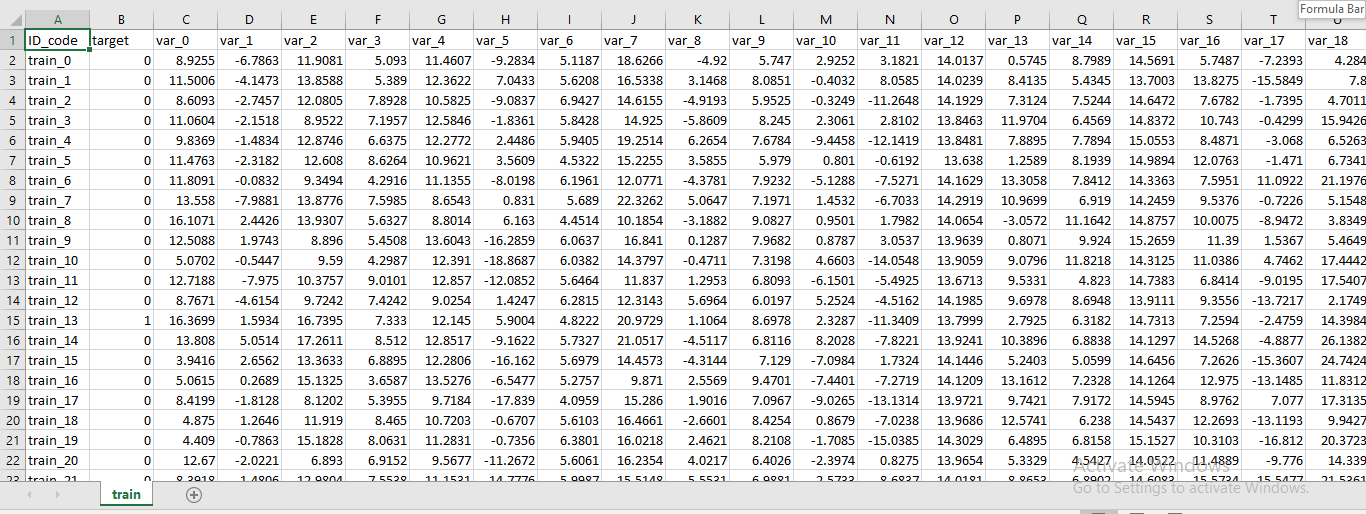 Formula Bar
A B C D E F G H I J K L M N O P Q R S T U
1 ID_code target var_0 var_1 var_2 var_3 var_4 var_5 var_6 var_7 var_8 var_9 var_10 var_11 var_12 var_13 var_14 var_15 var_16 var_17 var_18
2 train_0 0 8.9255 -6.7863 11.9081 5.093 11.4607 -9.2834 5.1187 18.6266 -4.92 5.747 2.9252 3.1821 14.0137 0.5745 8.7989 14.5691 5.7487 -7.2393 4.284
3 train_1 0 11.5006 -4.1473 13.8588 5.389 12.3622 7.0433 5.6208 16.5338 3.1468 8.0851 -0.4032 8.0585 14.0239 8.4135 5.4345 13.7003 13.8275 -15.5849 7.8
4 train_2 0 8.6093 -2.7457 12.0805 7.8928 10.5825 -9.0837 6.9427 14.6155 -4.9193 5.9525 -0.3249 -11.2648 14.1929 7.3124 7.5244 14.6472 7.6782 -1.7395 4.7011
5 train_3 0 11.0604 -2.1518 8.9522 7.1957 12.5846 -1.8361 5.8428 14.925 -5.8609 8.245 2.3061 2.8102 13.8463 11.9704 6.4569 14.8372 10.743 -0.4299 15.9426
6 train_4 0 9.8369 -1.4834 12.8746 6.6375 12.2772 2.4486 5.9405 19.2514 6.2654 7.6784 -9.4458 -12.1419 13.8481 7.8895 7.7894 15.0553 8.4871 -3.068 6.5263
7 train_5 0 11.4763 -2.3182 12.608 8.6264 10.9621 3.5609 4.5322 15.2255 3.5855 5.979 0.801 -0.6192 13.638 1.2589 8.1939 14.9894 12.0763 -1.471 6.7341
8 train_6 0 11.8091 -0.0832 9.3494 4.2916 11.1355 -8.0198 6.1961 12.0771 -4.3781 7.9232 -5.1288 -7.5271 14.1629 13.3058 7.8412 14.3363 7.5951 11.0922 21.1976
9 train_7 0 13.558 -7.9881 13.8776 7.5985 8.6543 0.831 5.689 22.3262 5.0647 7.1971 1.4532 -6.7033 14.2919 10.9699 6.919 14.2459 9.5376 -0.7226 5.1548
10 train_8 0 16.1071 2.4426 13.9307 5.6327 8.8014 6.163 4.4514 10.1854 -3.1882 9.0827 0.9501 1.7982 14.0654 -3.0572 11.1642 14.8757 10.0075 -8.9472 3.8349
11 train_9 0 12.5088 1.9743 8.896 5.4508 13.6043 -16.2859 6.0637 16.841 0.1287 7.9682 0.8787 3.0537 13.9639 0.8071 9.924 15.2659 11.39 1.5367 5.4649
12 train_10 0 5.0702 -0.5447 9.59 4.2987 12.391 -18.8687 6.0382 14.3797 -0.4711 7.3198 4.6603 -14.0548 13.9059 9.0796 11.8218 14.3125 11.0386 4.7462 17.4442
13 train_11 0 12.7188 -7.975 10.3757 9.0101 12.857 -12.0852 5.6464 11.837 1.2953 6.8093 -6.1501 -5.4925 13.6713 9.5331 4.823 14.7383 6.8414 -9.0195 17.5407
14 train_12 0 8.7671 -4.6154 9.7242 7.4242 9.0254 1.4247 6.2815 12.3143 5.6964 6.0197 5.2524 -4.5162 14.1985 9.6978 8.6948 13.9111 9.3556 -13.7217 2.1749
15 train_13 1 16.3699 1.5934 16.7395 7.333 12.145 5.9004 4.8222 20.9729 1.1064 8.6978 2.3287 -11.3409 13.7999 2.7925 6.3182 14.7313 7.2594 -2.4759 14.3984
16 train_14 0 13.808 5.0514 17.2611 8.512 12.8517 -9.1622 5.7327 21.0517 -4.5117 6.8116 8.2028 -7.8221 13.9241 10.3896 6.8838 14.1297 14.5268 -4.8877 26.1382
17 train_15 0 3.9416 2.6562 13.3633 6.8895 12.2806 -16.162 5.6979 14.4573 -4.3144 7.129 -7.0984 1.7324 14.1446 5.2403 5.0599 14.6456 7.2626 -15.3607 24.7424
18 train_16 0 5.0615 0.2689 15.1325 3.6587 13.5276 -6.5477 5.2757 9.871 2.5569 9.4701 -7.4401 -7.2719 14.1209 13.1612 7.2328 14.1264 12.975 -13.1485 11.8312
19 train_17 0 8.4199 -1.8128 8.1202 5.3955 9.7184 -17.839 4.0959 15.286 1.9016 7.0967 -9.0265 -13.1314 13.9721 9.7421 7.9172 14.5945 8.9762 7.077 17.3135
20 train_18 0 4.875 1.2646 11.919 8.465 10.7203 -0.6707 5.6103 16.4661 -2.6601 8.4254 0.8679 -7.0238 13.9686 12.5741 6.238 14.5437 12.2693 -13.1193 9.9427
21 train_19 0 4.409 -0.7863 15.1828 8.0631 11.2831 -0.7356 6.3801 16.0218 2.4621 8.2108 -1.7085 -15.0385 14.3029 6.4895 6.8158 15.1527 10.3103 -16.812 20.3723
22 train_20 0 12.67 -2.0221 6.893 6.9152 9.5677 -11.2672 5.6061 16.2354 4.0217 6.4026 -2.3974 0.8275 13.9654 5.3329 4.5427 14.0522 11.4889 -9.776 14.339
Activate Windows
Go to Settings to activate Windows.
train